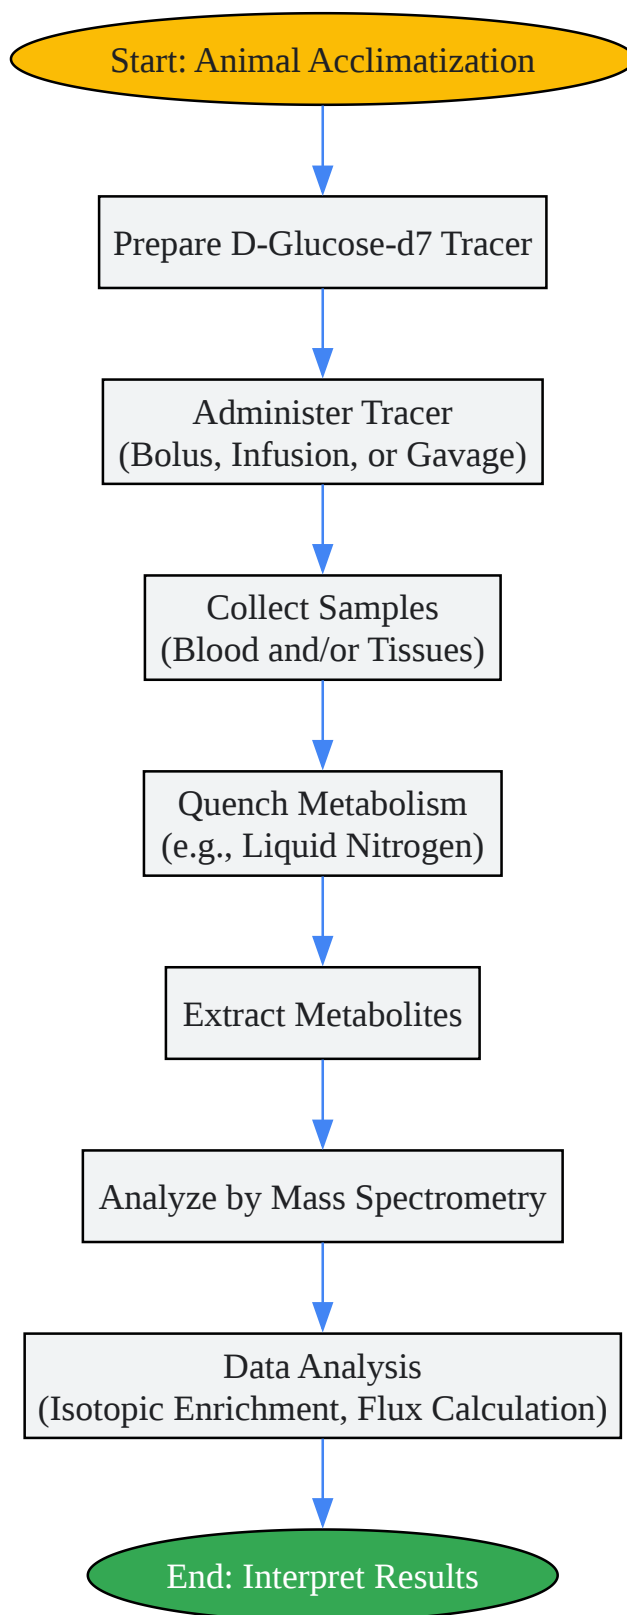 Start: Animal Acclimatization
Prepare D-Glucose-d7 Tracer
Administer Tracer
(Bolus, Infusion, or Gavage)
Collect Samples
(Blood and/or Tissues)
Quench Metabolism
(e.g., Liquid Nitrogen)
Extract Metabolites
Analyze by Mass Spectrometry
Data Analysis
(Isotopic Enrichment, Flux Calculation)
End: Interpret Results